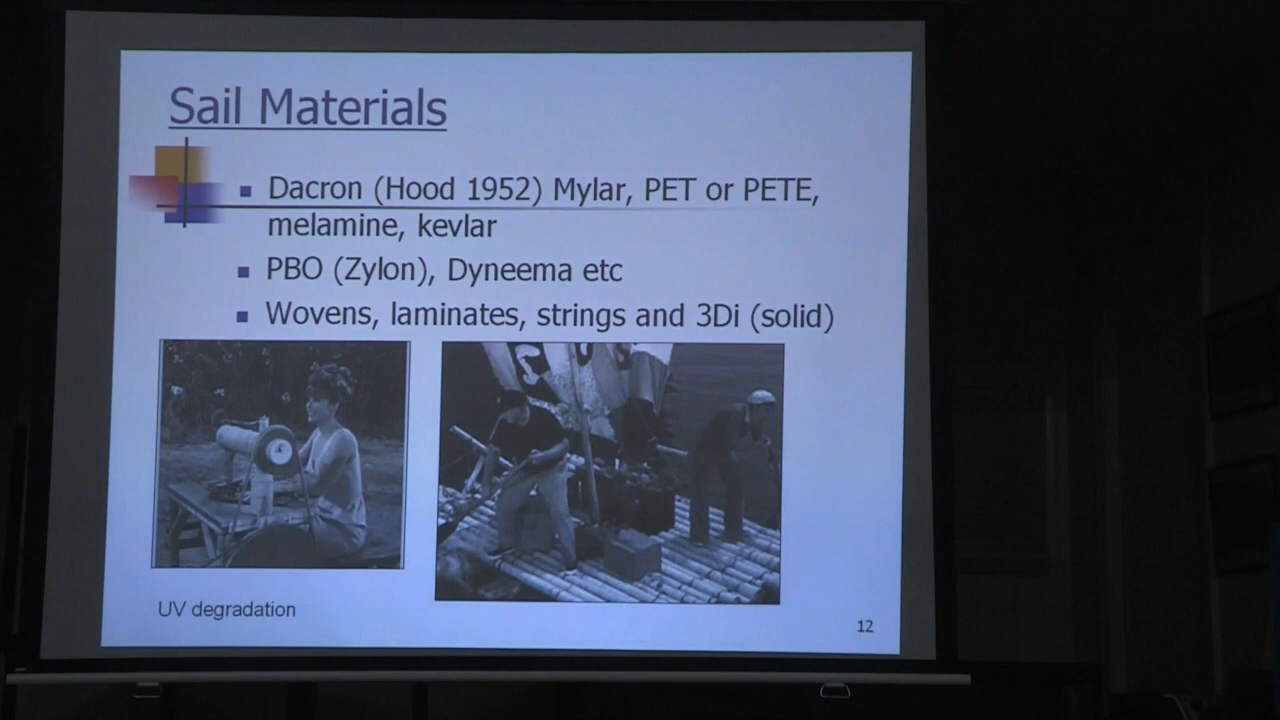 Sail Materials
Dacron (Hood 1952) Mylar, PET or PETE,
melamine, kevlar
PBO (Zylon), Dyneema etc
Wovens, laminates, strings and 3Di (solid)
UV degradation
12